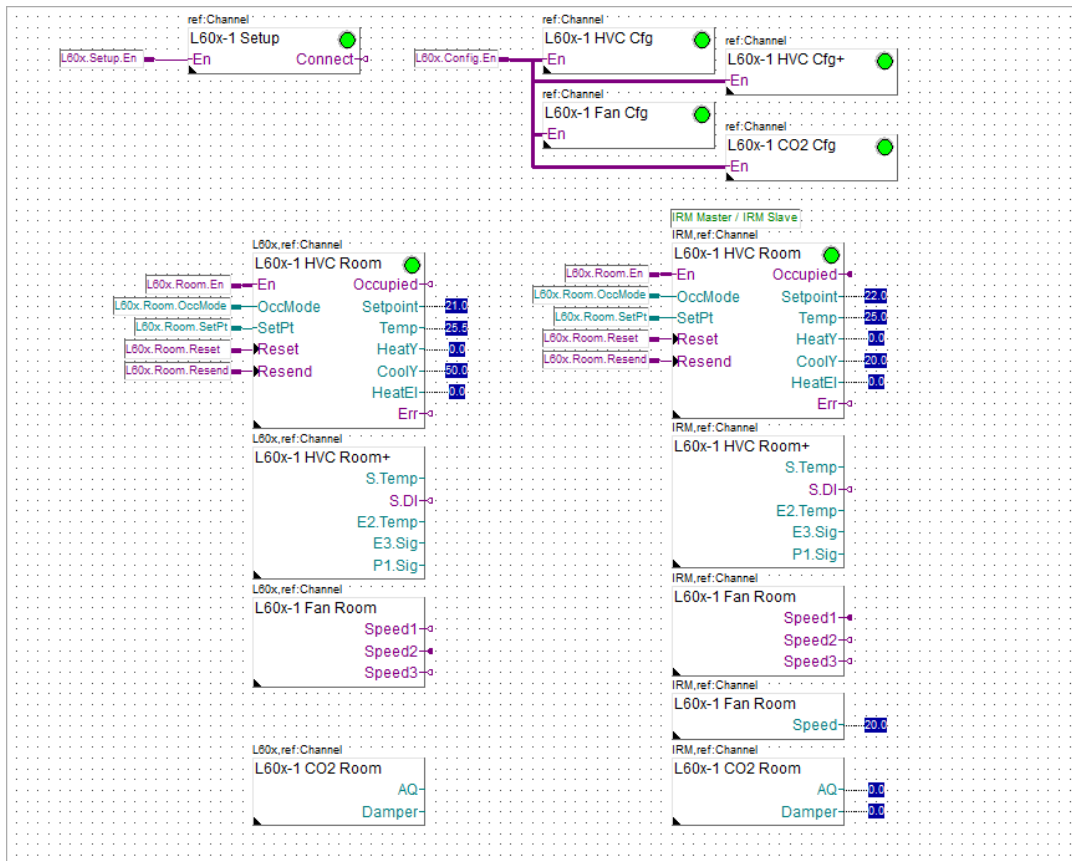 ref:Channel
L60x-1 Setup
L60x.Setup.En
En
Connect
ref:Channel
L60x-1 HVC Cfg
L60x.Config.En
En
ref:Channel
L60x-1 HVC Cfg+
En
ref:Channel
L60x-1 Fan Cfg
En
ref:Channel
L60x-1 CO2 Cfg
En
L60x,ref:Channel
L60x-1 HVC Room
L60x.Room.En
En
Occupied
L60x.Room.OccMode
OccMode
Setpoint
21.0
L60x.Room.SetPt
SetPt
Temp
25.5
L60x.Room.Reset
Reset
HeatY
0.0
L60x.Room.Resend
Resend
CoolY
50.0
HeatEl
0.0
Err
L60x,ref:Channel
L60x-1 HVC Room+
S.Temp
S.DI
E2.Temp
E3.Sig
P1.Sig
L60x,ref:Channel
L60x-1 Fan Room
Speed1
Speed2
Speed3
L60x,ref:Channel
L60x-1 CO2 Room
AQ
Damper
IRM Master / IRM Slave
IRM,ref:Channel
L60x-1 HVC Room
L60x.Room.En
En
Occupied
L60x.Room.OccMode
OccMode
Setpoint
22.0
L60x.Room.SetPt
SetPt
Temp
25.0
L60x.Room.Reset
Reset
HeatY
0.0
L60x.Room.Resend
Resend
CoolY
20.0
HeatEl
0.0
Err
IRM,ref:Channel
L60x-1 HVC Room+
S.Temp
S.DI
E2.Temp
E3.Sig
P1.Sig
IRM,ref:Channel
L60x-1 Fan Room
Speed1
Speed2
Speed3
IRM,ref:Channel
L60x-1 Fan Room
Speed
20.0
IRM,ref:Channel
L60x-1 CO2 Room
AQ
0.0
Damper
0.0